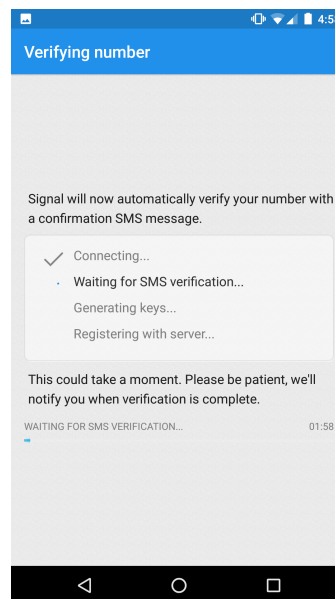 4:5
Verifying number
Signal will now automatically verify your number with
a confirmation SMS message.
Connecting...
Waiting for SMS verification...
Generating keys...
Registering with server...
This could take a moment. Please be patient, we'll
notify you when verification is complete.
WAITING FOR SMS VERIFICATION... 01:58